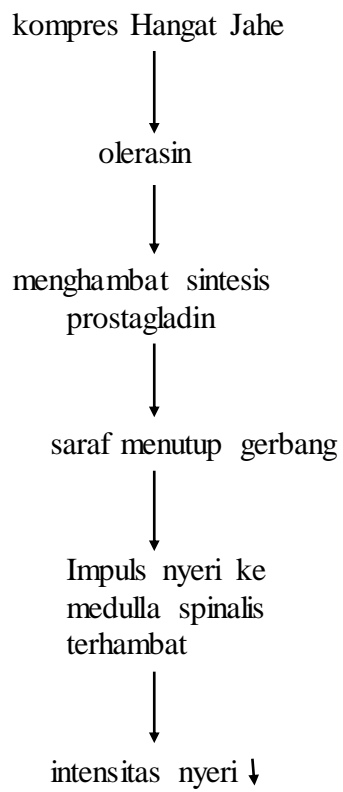 kompres Hangat Jahe
olerasin
menghambat sintesis
prostagladin
saraf menutup gerbang
Impuls nyeri ke
medulla spinalis
terhambat
intensitas nyeri